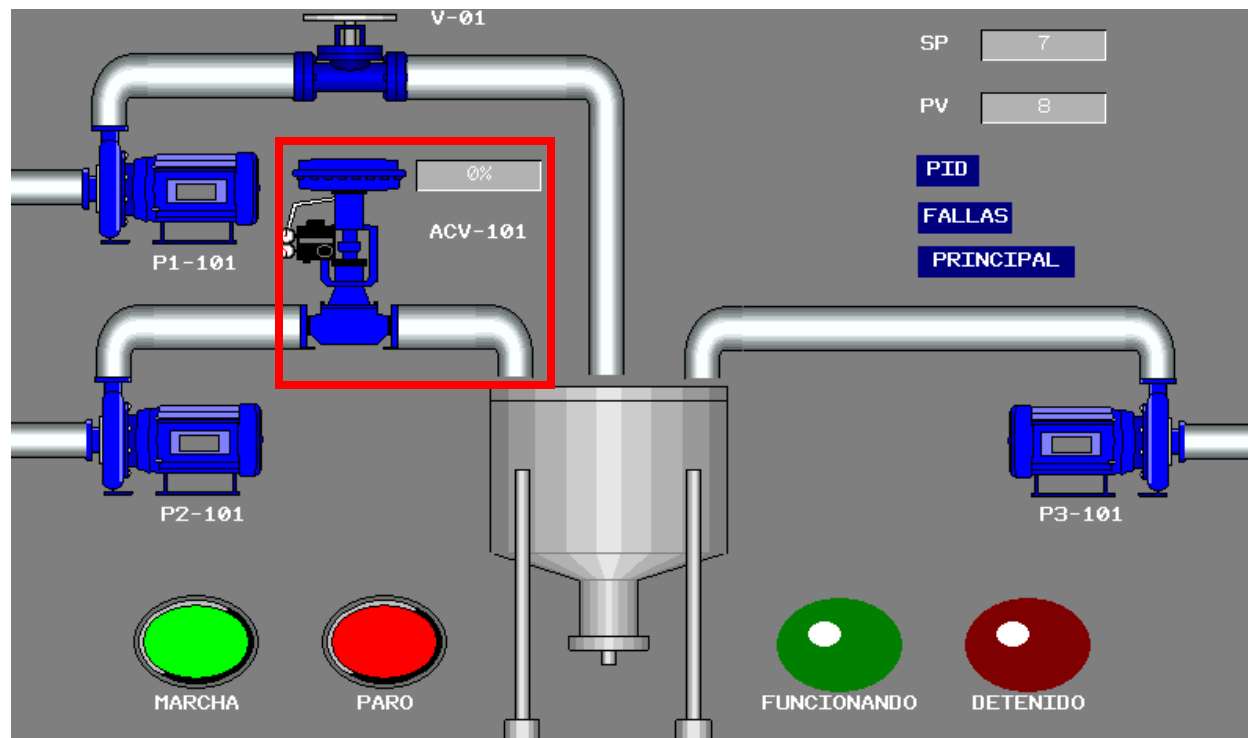 V-01
SP 7
PV 8
0%
PID
ACV-101
FALLAS
P1-101
PRINCIPAL
P2-101
P3-101
MARCHA
PARO
FUNCIONANDO
DETENIDO